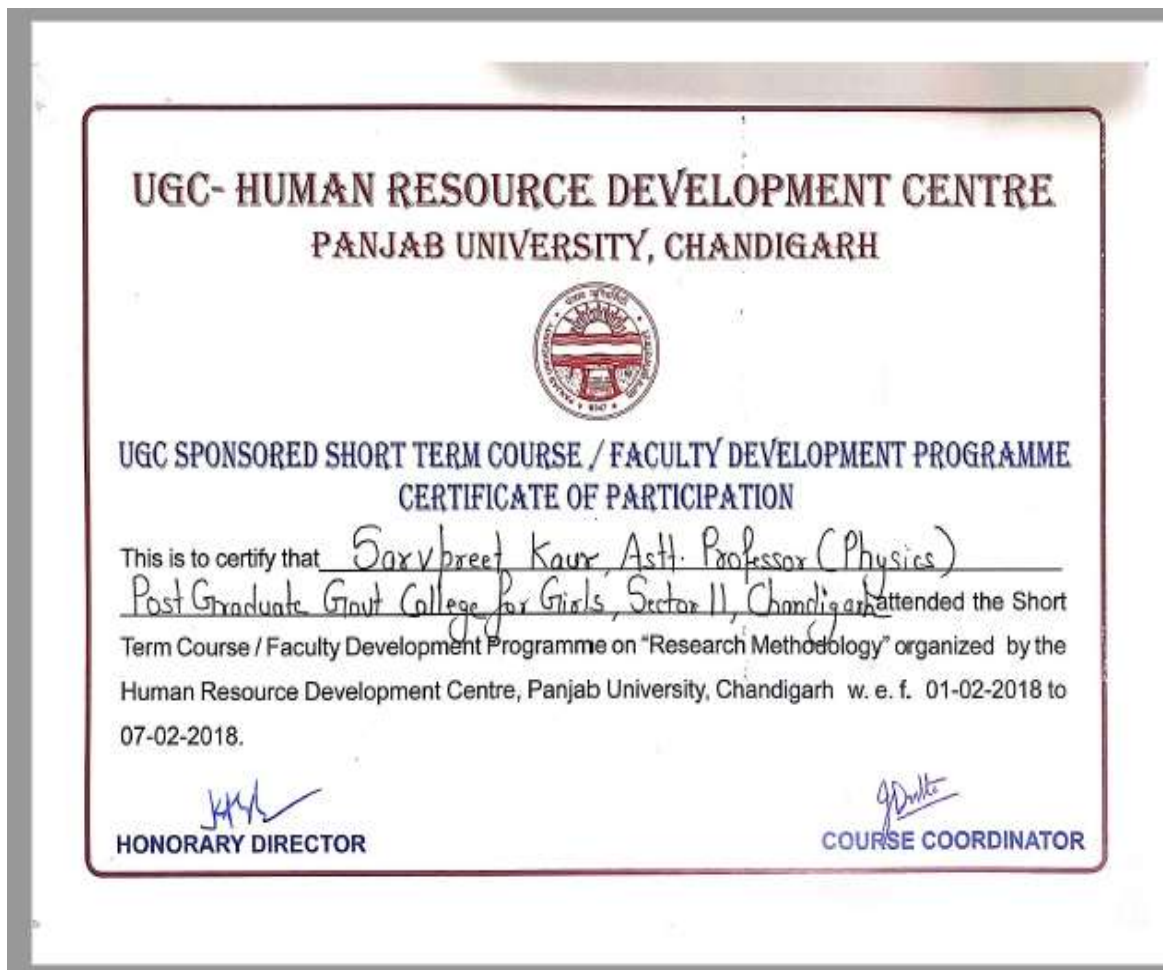 UGC- HUMAN RESOURCE DEVELOPMENT CENTRE
PANJAB UNIVERSITY, CHANDIGARH
UGC SPONSORED SHORT TERM COURSE / FACULTY DEVELOPMENT PROGRAMME
CERTIFICATE OF PARTICIPATION
This is to certify that Sarvpreet Kaur, Astt. Professor (Physics)
Post Graduate Govt College for Girls, Sector 11, Chandigarh attended the Short
Term Course / Faculty Development Programme on “Research Methodology” organized by the
Human Resource Development Centre, Panjab University, Chandigarh w. e. f. 01-02-2018 to
07-02-2018.
HONORARY DIRECTOR
COURSE COORDINATOR